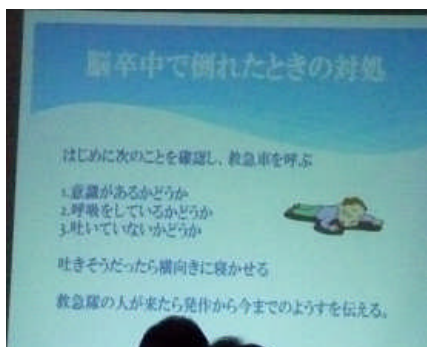 脳卒中で倒れたときの対処
はじめに次のことを確認し、救急車を呼ぶ
1.意識があるかどうか
2.呼吸をしているかどうか
3.吐いていないかどうか
吐きそうだったら横向きに寝かせる
救急隊の人が来たら発作から今までのようすを伝える。